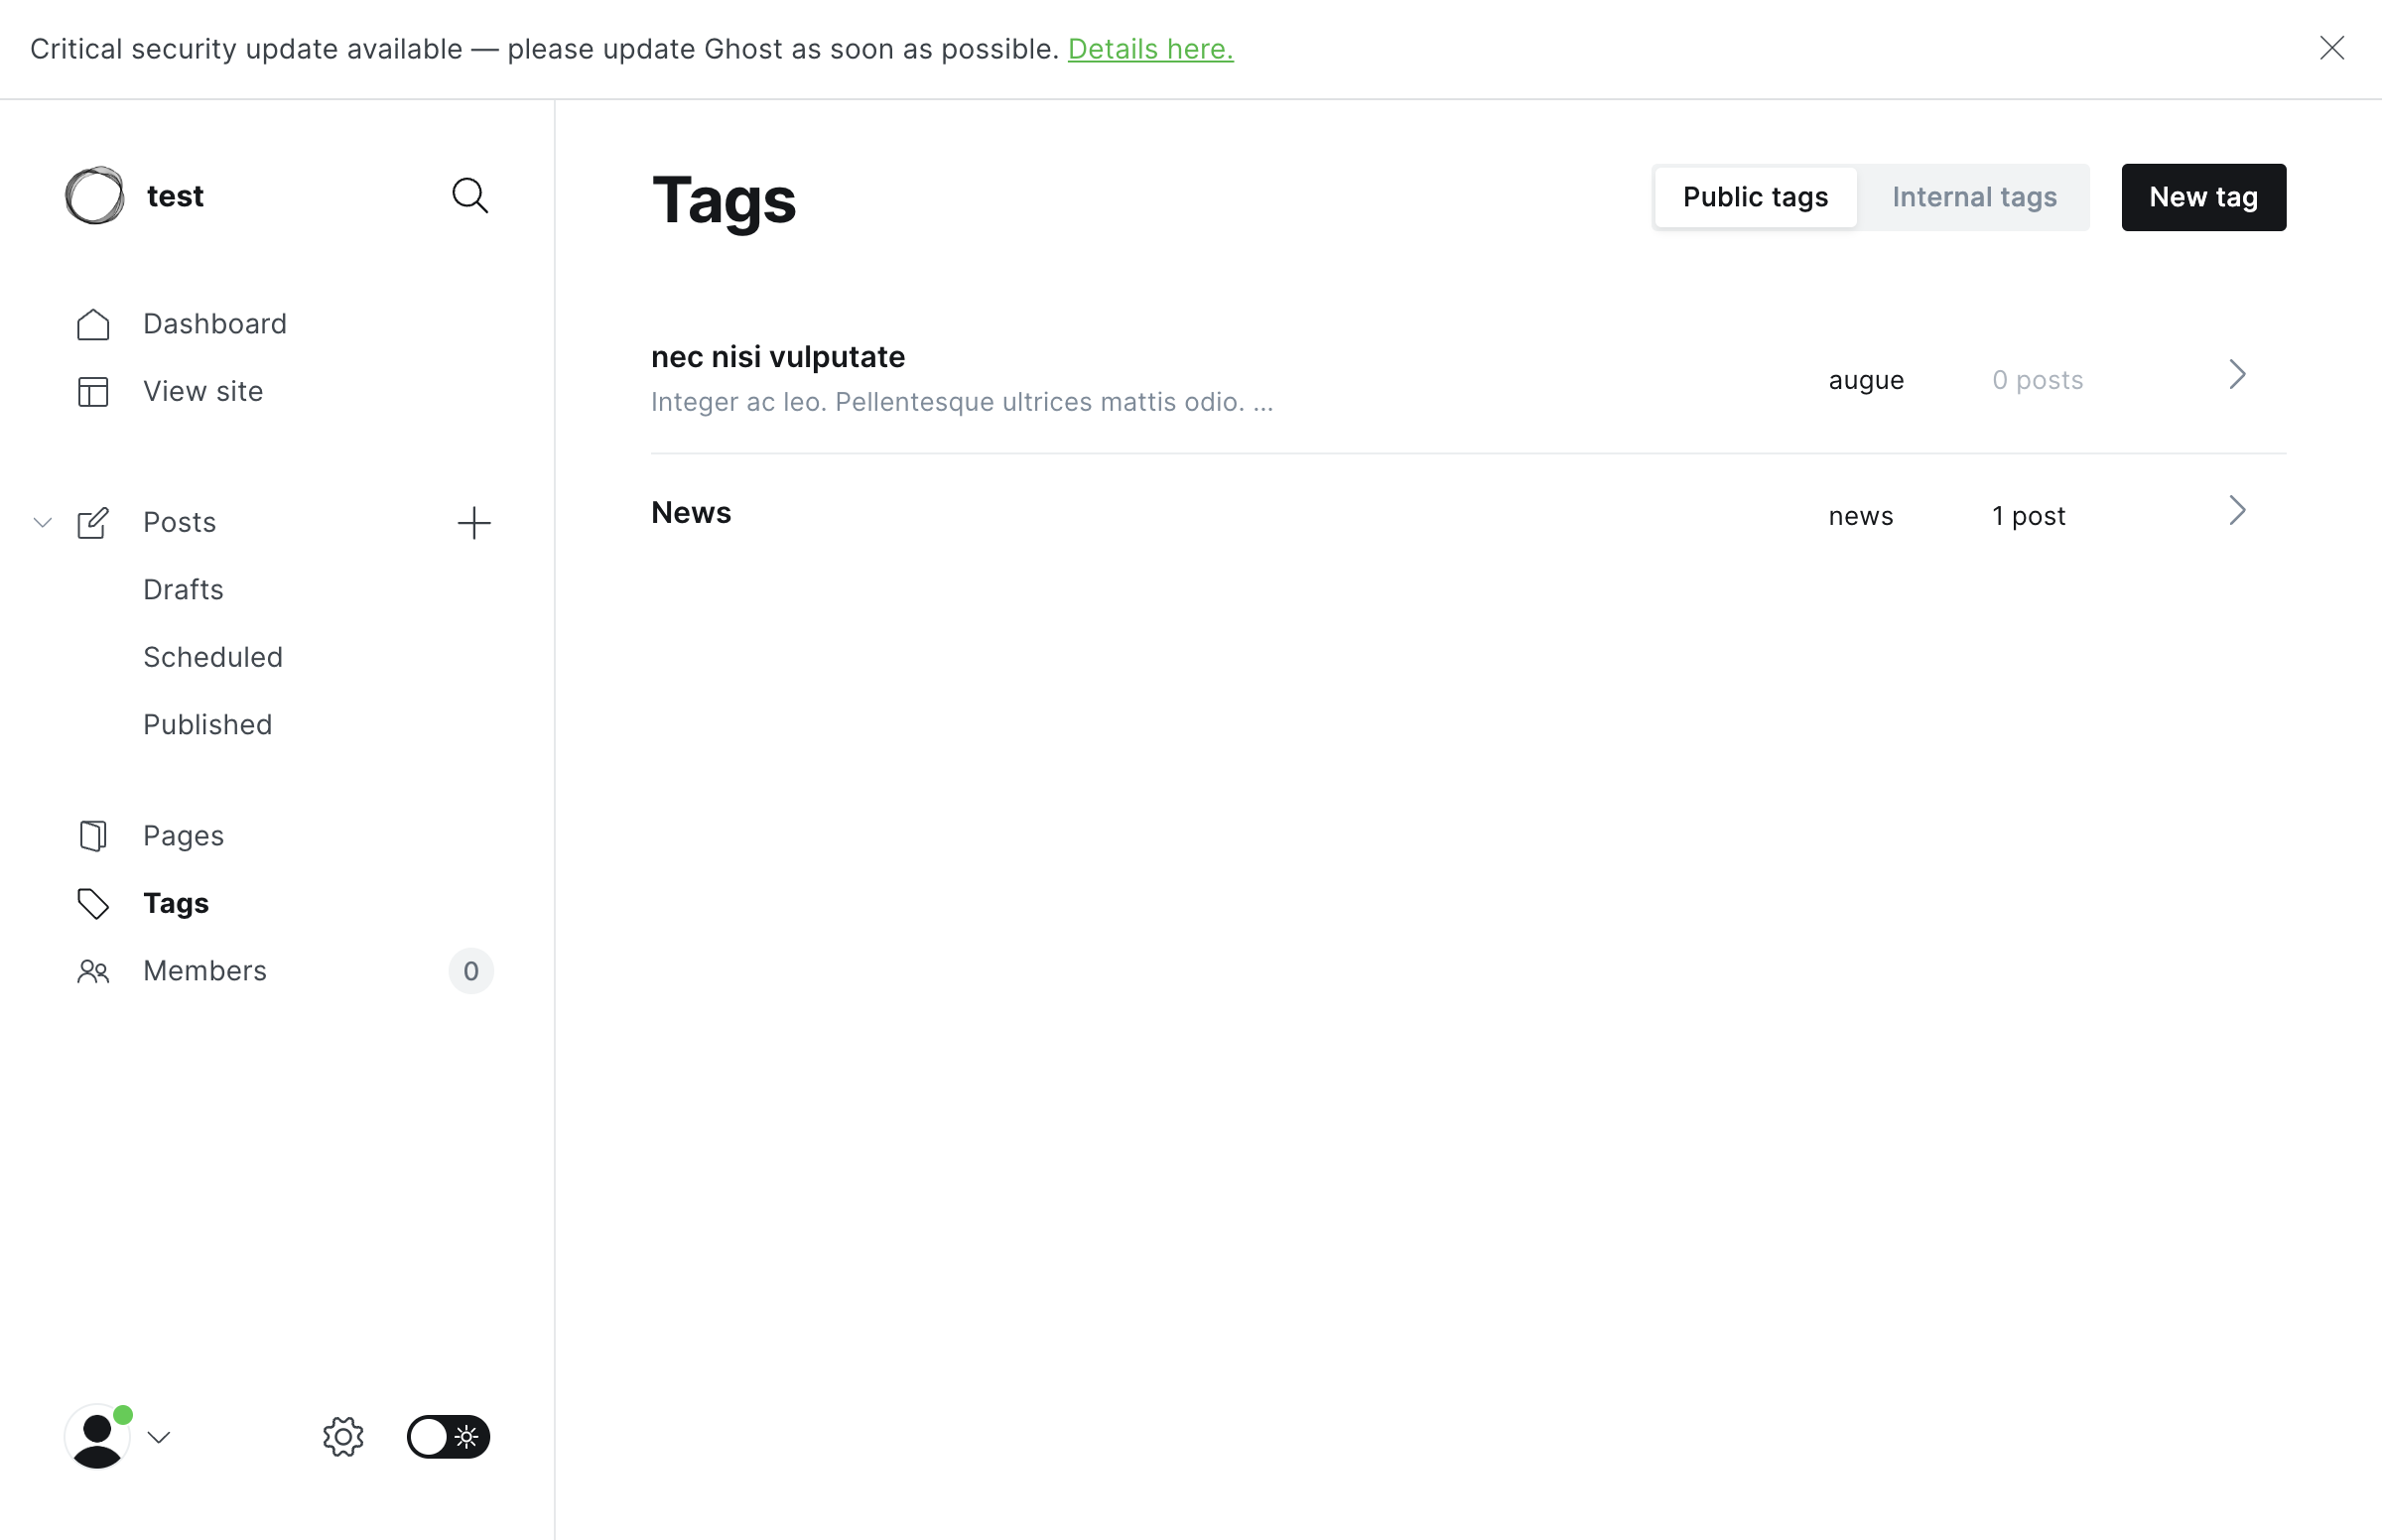 Critical security update available — please update Ghost as soon as possible. Details here.
test
Dashboard
View site
Posts
Drafts
Scheduled
Published
Pages
Tags
Members 0
Tags
Public tags Internal tags New tag
nec nisi vulputate
Integer ac leo. Pellentesque ultrices mattis odio. ...
augue 0 posts
News news 1 post